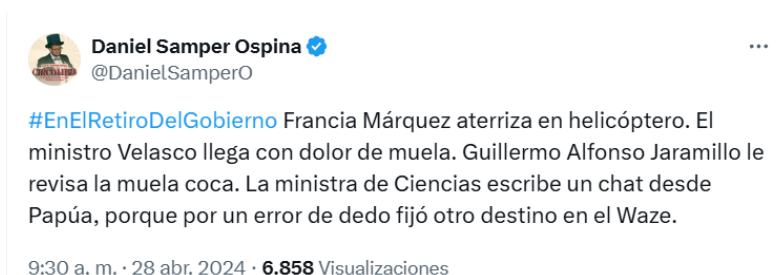 Daniel Samper Ospina
@DanielSamperO
#EnElRetiroDelGobierno Francia Márquez aterriza en helicóptero. El
ministro Velasco llega con dolor de muela. Guillermo Alfonso Jaramillo le
revisa la muela coca. La ministra de Ciencias escribe un chat desde
Papúa, porque por un error de dedo fijó otro destino en el Waze.
9:30 a. m. · 28 abr. 2024 · 6.858 Visualizaciones